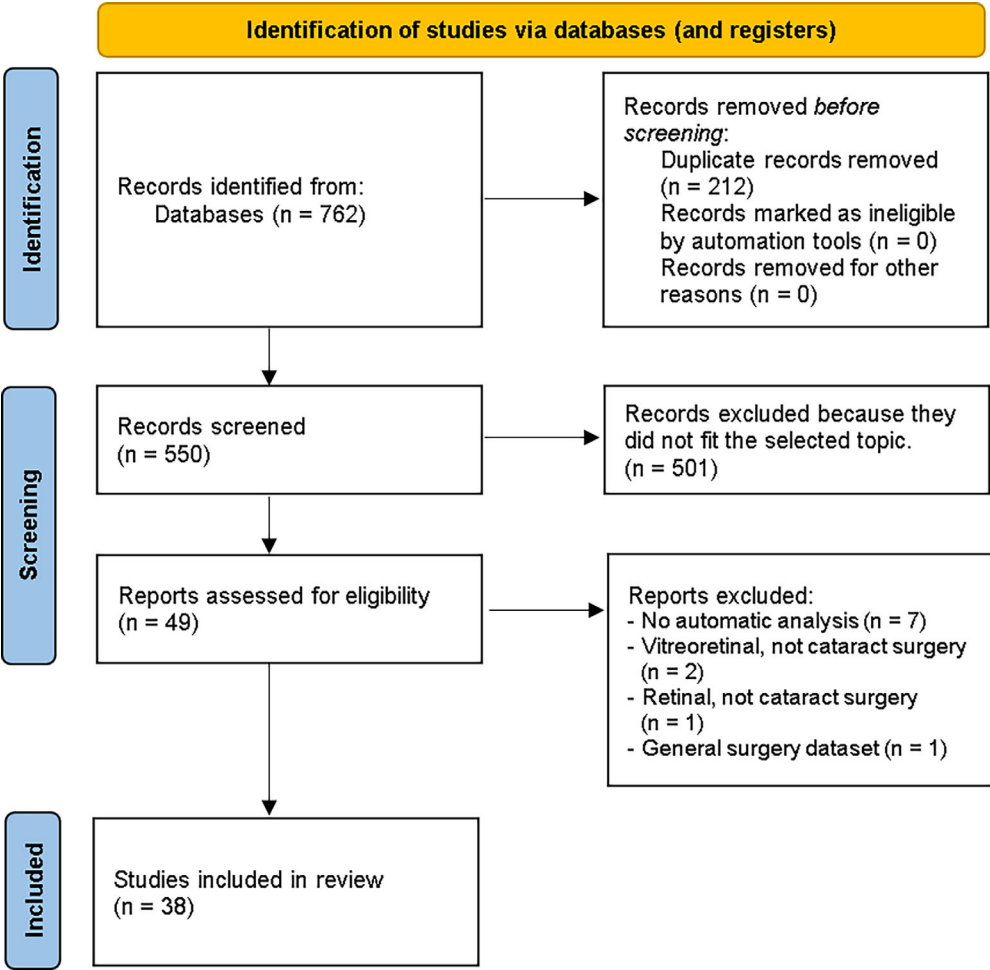 Identification of studies via databases (and registers)
Identification
Records identified from:
Databases (n = 762)
Records removed before
screening:
Duplicate records removed
(n = 212)
Records marked as ineligible
by automation tools (n = 0)
Records removed for other
reasons (n = 0)
Screening
Records screened
(n = 550)
Records excluded because they
did not fit the selected topic.
(n = 501)
Reports assessed for eligibility
(n = 49)
Reports excluded:
- No automatic analysis (n = 7)
- Vitreoretinal, not cataract surgery
(n = 2)
- Retinal, not cataract surgery
(n = 1)
- General surgery dataset (n = 1)
Included
Studies included in review
(n = 38)